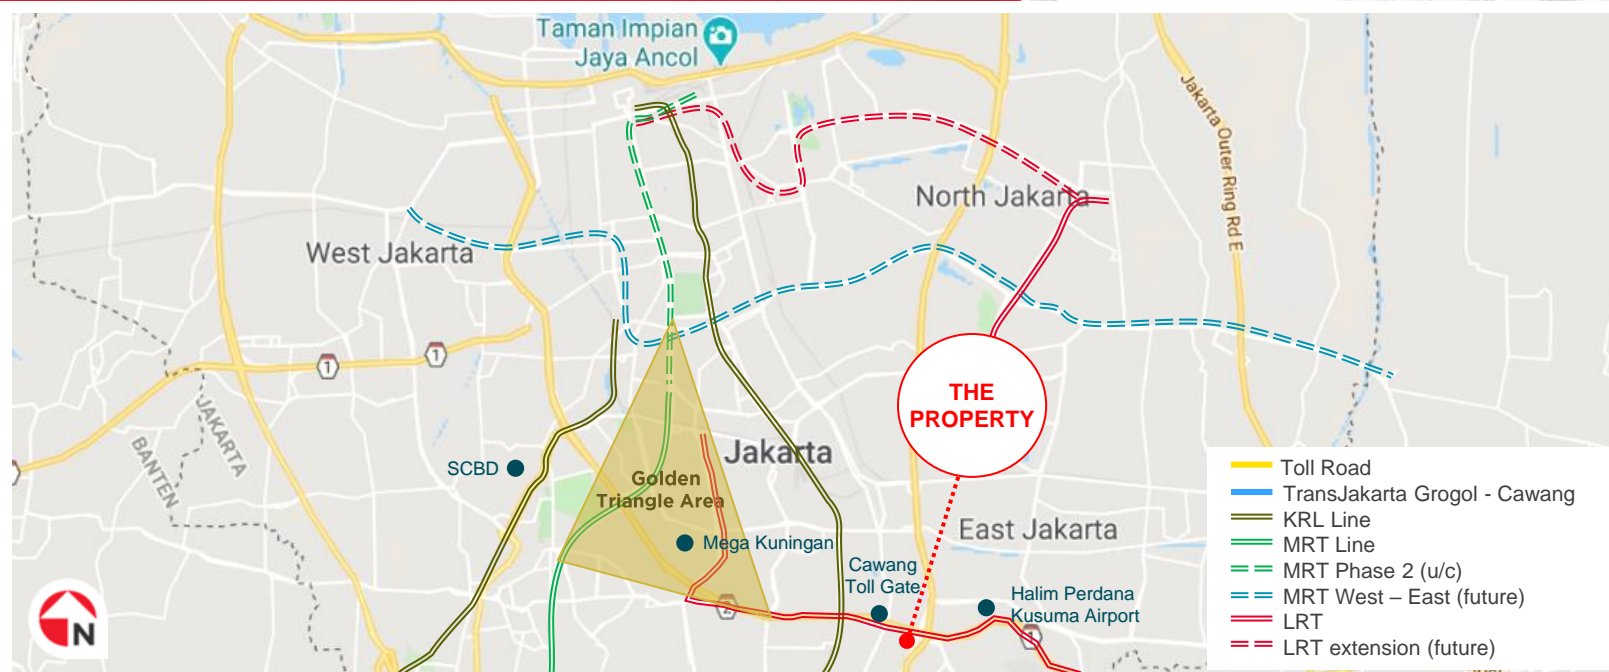 Taman Impian
Jaya Ancol
Jakarta Outer Ring Rd E
North Jakarta
West Jakarta
1
1
JAKARTA
BANTEN
THE
PROPERTY
Jakarta
SCBD
Golden
Triangle Area
Mega Kuningan
East Jakarta
Cawang
Toll Gate
Halim Perdana
Kusuma Airport
2
1
N
Toll Road
TransJakarta Grogol - Cawang
KRL Line
MRT Line
MRT Phase 2 (u/c)
MRT West – East (future)
LRT
LRT extension (future)